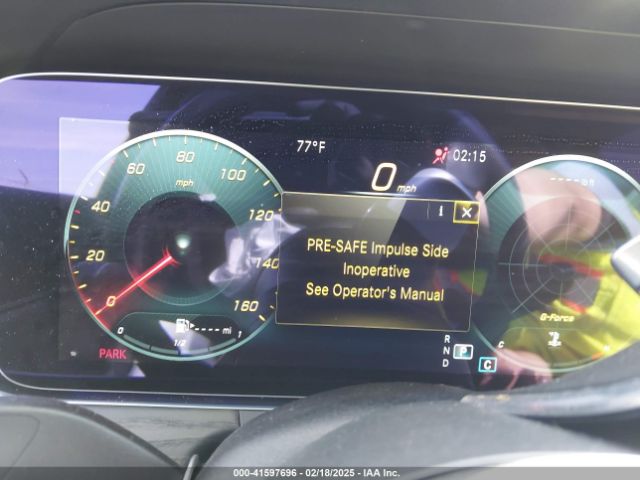 77°F
02:15
0 mph
80
60
100
mph
40
120
20
140
0
160
i X
PRE-SAFE Impulse Side
Inoperative
See Operator's Manual
G-Force
---- mi
0 1/2 1
PARK
R
N P
D
C
C H
000-41597696 - 02/18/2025 - IAA Inc.